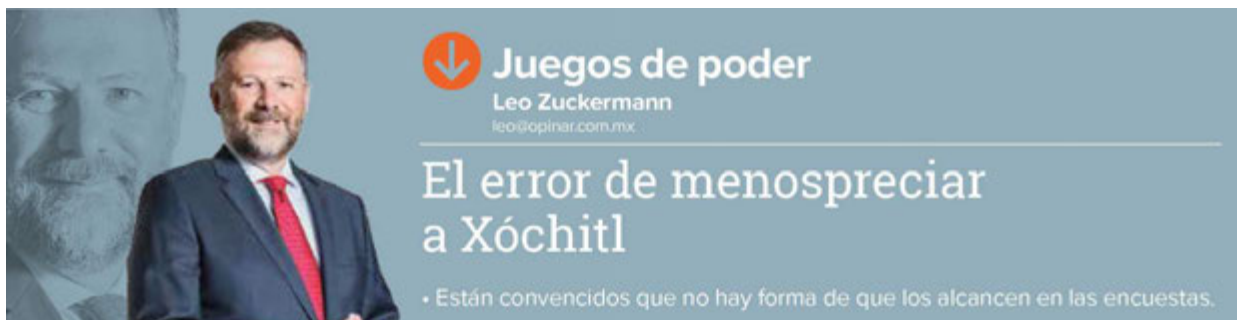 Juegos de poder
Leo Zuckermann
leo@opinar.com.mx
El error de menospreciar
a Xóchitl
• Están convencidos que no hay forma de que los alcancen en las encuestas.